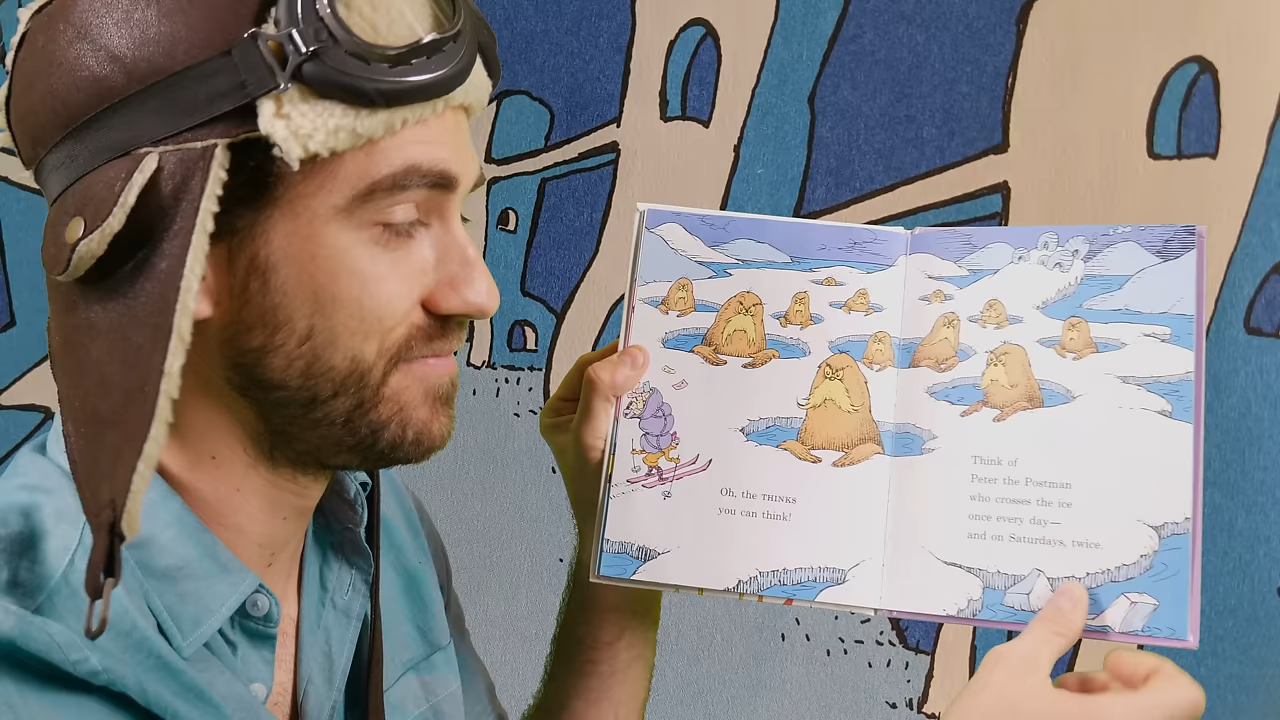 Oh, the THINKS
you can think!
Think of
Peter the Postman
who crosses the ice
once every day—
and on Saturdays, twice.